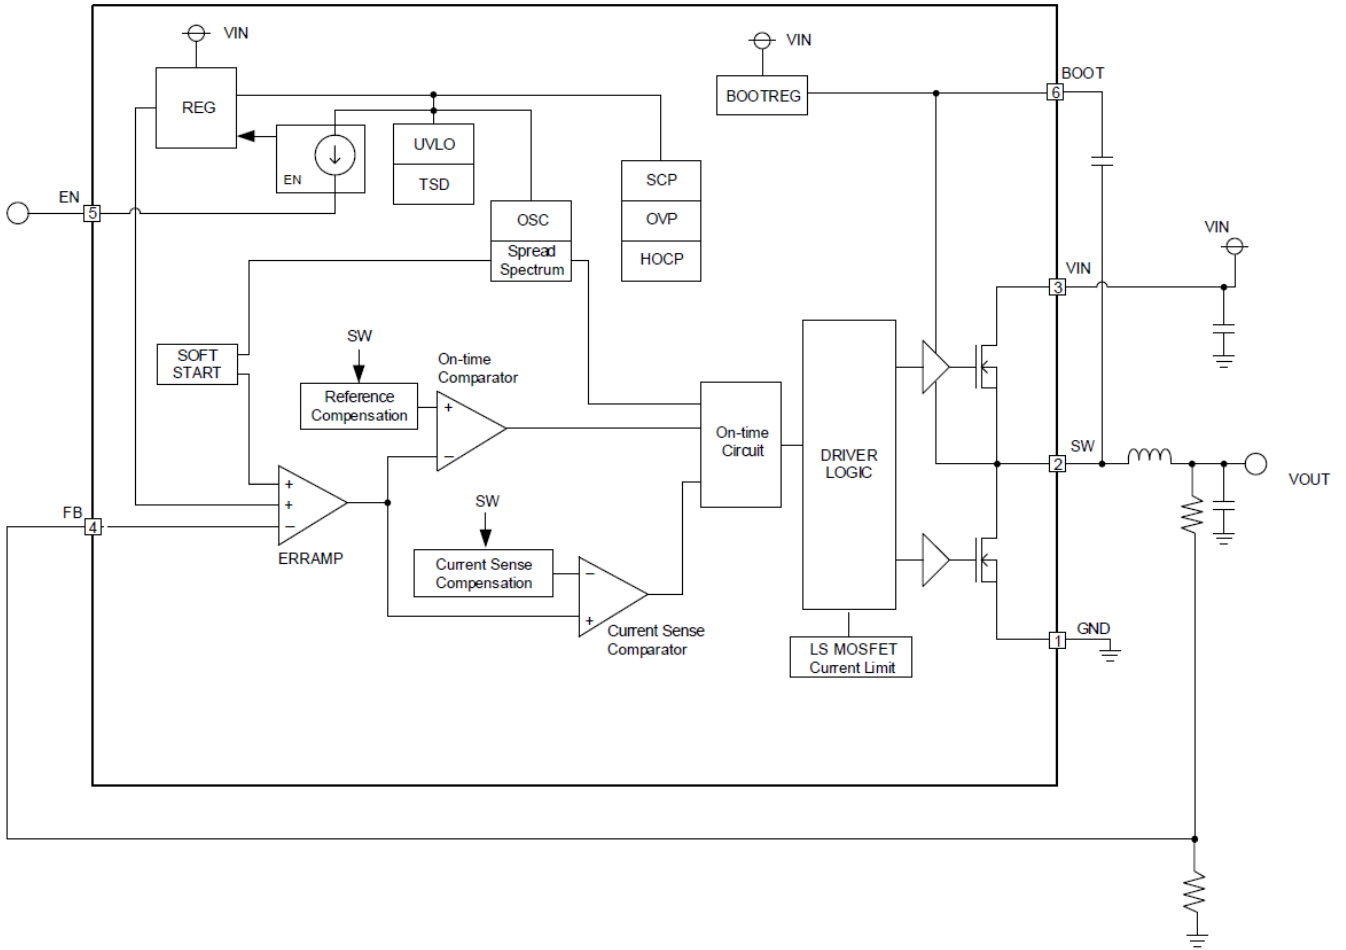 VIN
VIN
REG
BOOTREG
BOOT
6
UVLO
EN
TSD
SCP
OVP
HOCP
EN
5
OSC
Spread
Spectrum
VIN
VIN
3
SOFT
START
SW
Reference
Compensation
On-time
Comparator
+
−
On-time
Circuit
DRIVER
LOGIC
SW
2
VOUT
FB
4
+
+
−
ERRAMP
SW
Current Sense
Compensation
−
+
Current Sense
Comparator
LS MOSFET
Current Limit
GND
1